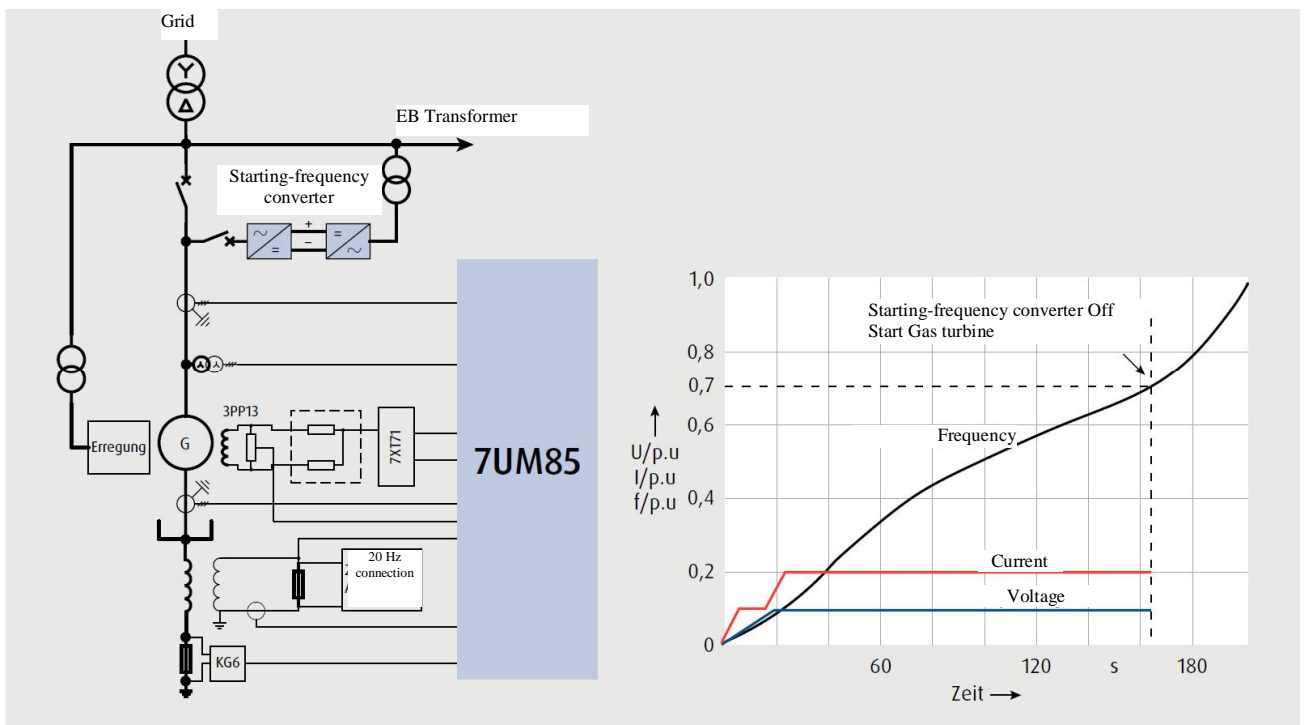 Grid
EB Transformer
Starting-frequency
converter
+
−
~
=
=
~
3PP13
Erregung
G
7XT71
7UM85
20 Hz
connection
KG6
1,0
0,8
0,7
0,6
0,4
0,2
0
U/p.u
I/p.u
f/p.u
Starting-frequency converter Off
Start Gas turbine
Frequency
Current
Voltage
60
120
s
180
Zeit